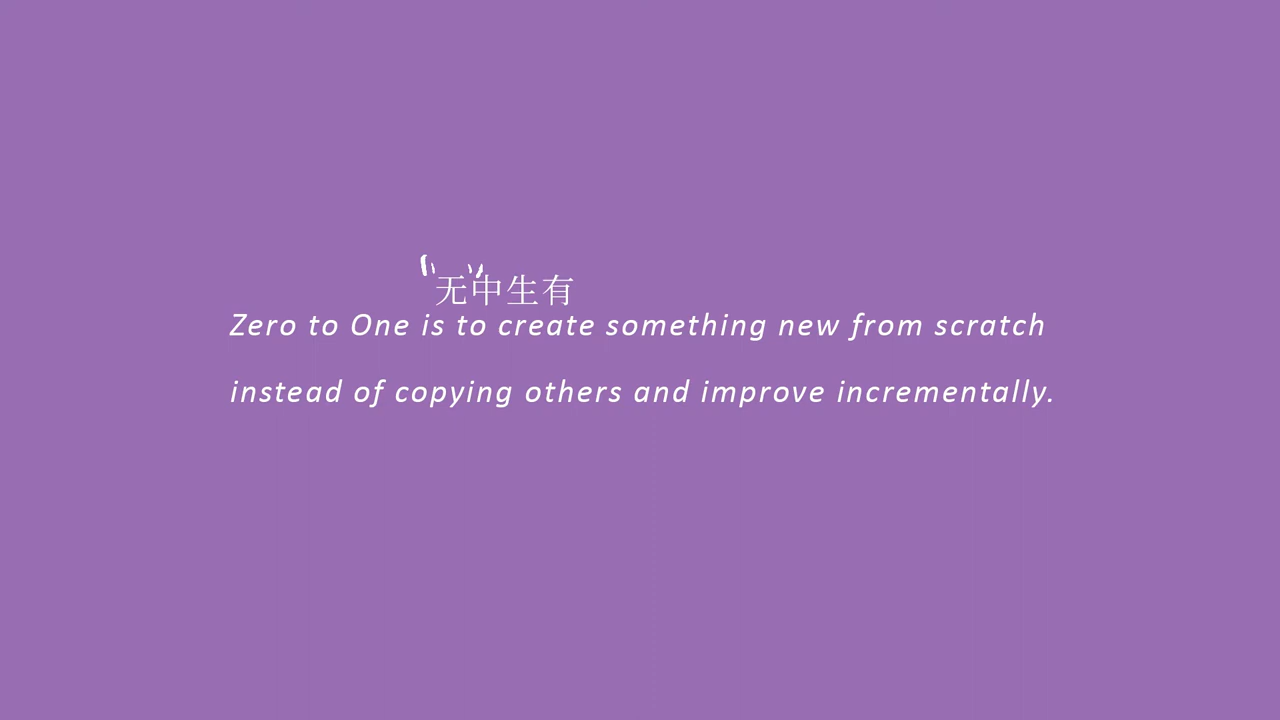 无中生有
Zero to One is to create something new from scratch
instead of copying others and improve incrementally.